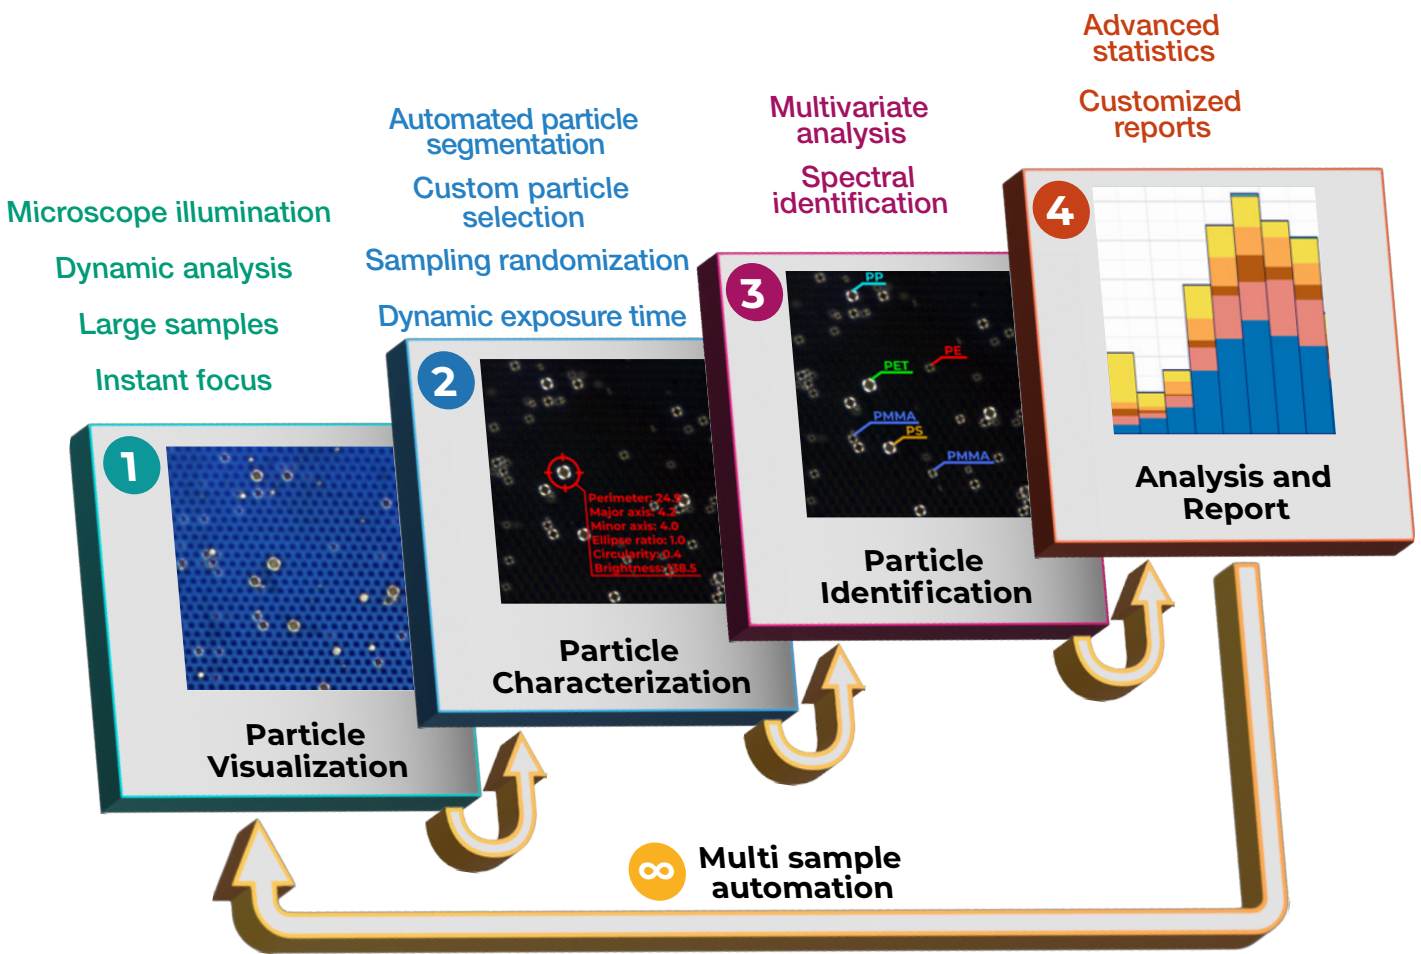 Microscope illumination
Dynamic analysis
Large samples
Instant focus
1
Particle
Visualization
Automated particle
segmentation
Custom particle
selection
Sampling randomization
Dynamic exposure time
2
Perimeter: 24.9
Major axis: 4.2
Minor axis: 4.0
Ellipse ratio: 1.0
Circularity: 0.4
Brightness: 138.5
Particle
Characterization
Multivariate
analysis
Spectral
identification
3
PP
PE
PET
PMMA
PS
PMMA
Particle
Identification
Advanced
statistics
Customized
reports
4
Analysis and
Report
∞ Multi sample
automation